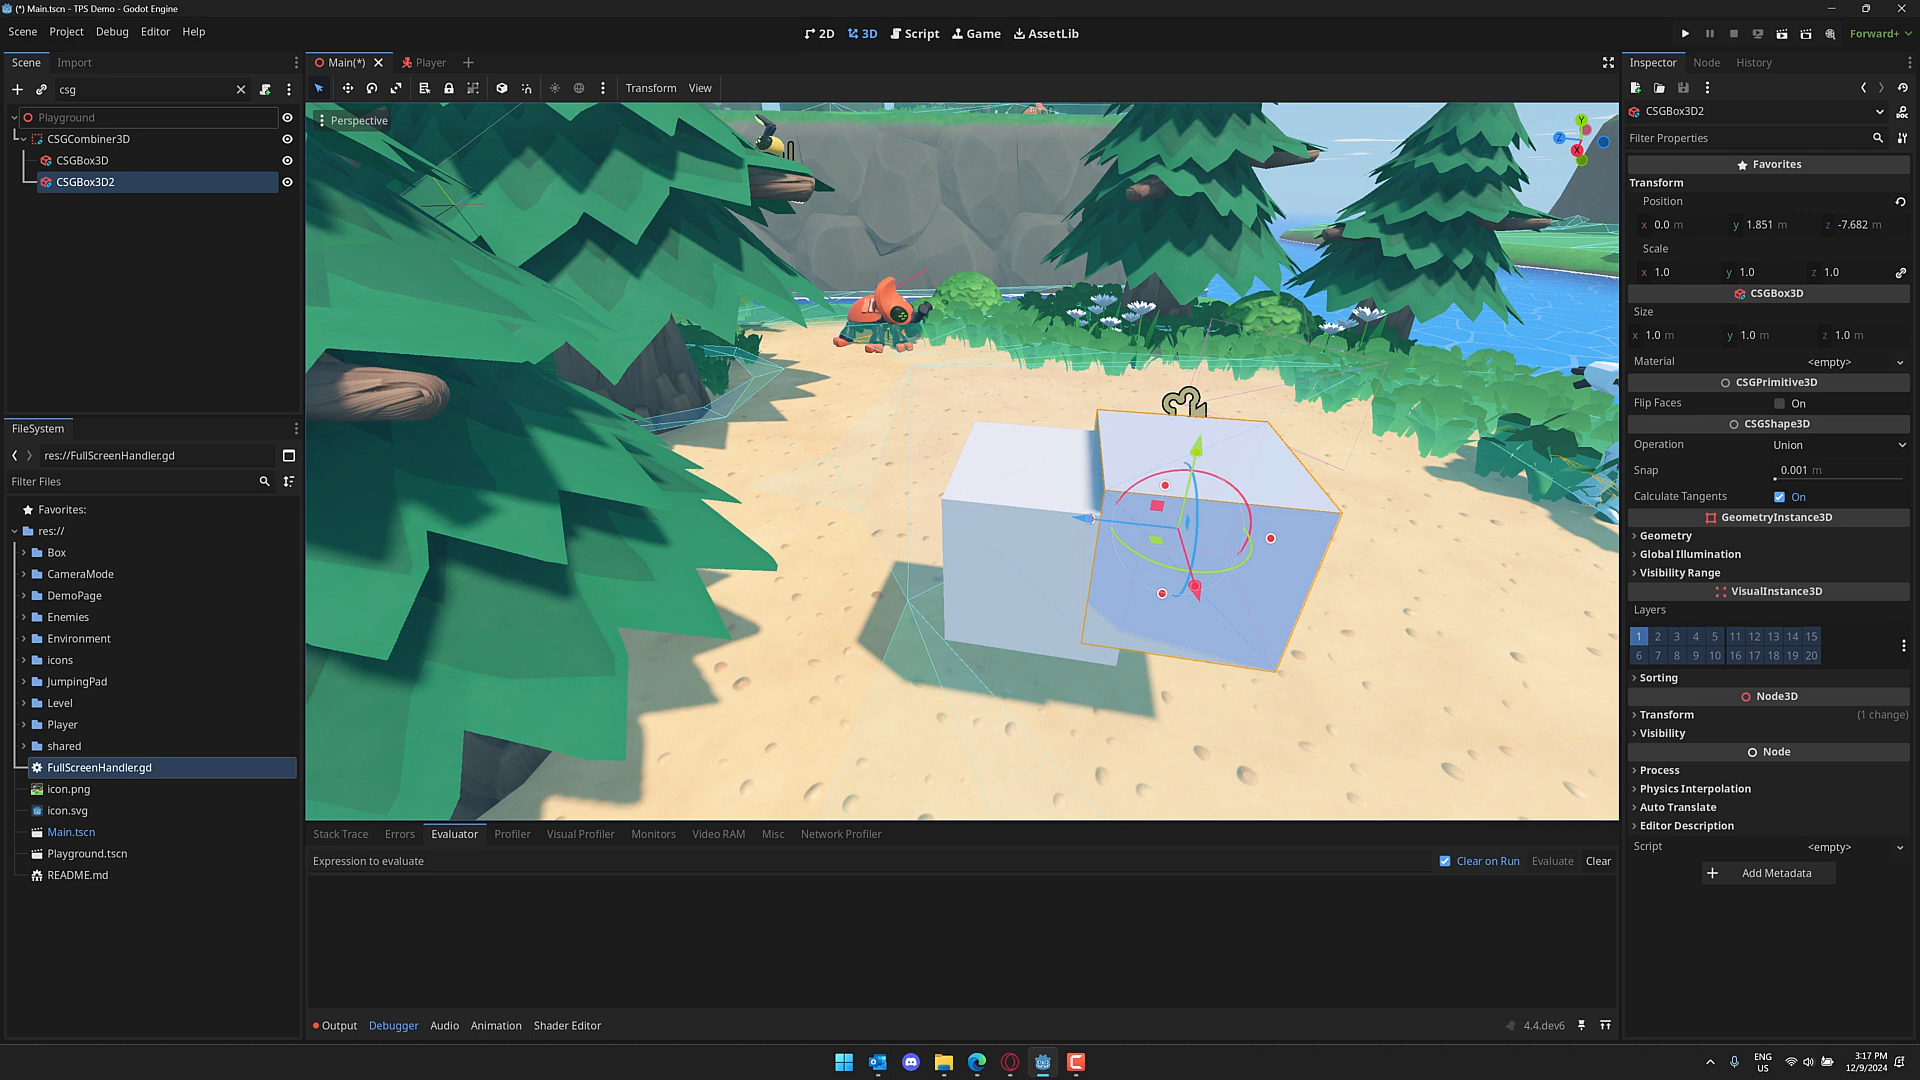 (*) Main.tscn - TPS Demo - Godot Engine
Scene Project Debug Editor Help
2D 3D Script Game AssetLib
Forward+
Scene Import
csg
Playground
CSGCombiner3D
CSGBox3D
CSGBox3D2
FileSystem
res://FullScreenHandler.gd
Filter Files
Favorites:
res://
Box
CameraMode
DemoPage
Enemies
Environment
icons
JumpingPad
Level
Player
shared
FullScreenHandler.gd
icon.png
icon.svg
Main.tscn
Playground.tscn
README.md
Main(*) Player
Transform View
Perspective
Y
Z
X
Stack Trace Errors Evaluator Profiler Visual Profiler Monitors Video RAM Misc Network Profiler
Expression to evaluate
Clear on Run Evaluate Clear
Output Debugger Audio Animation Shader Editor
4.4.dev6
Inspector Node History
CSGBox3D2
Filter Properties
Favorites
Transform
Position
x 0.0 m y 1.851 m z -7.682 m
Scale
x 1.0 y 1.0 z 1.0
CSGBox3D
Size
x 1.0 m y 1.0 m z 1.0 m
Material <empty>
CSGPrimitive3D
Flip Faces On
CSGShape3D
Operation Union
Snap 0.001 m
Calculate Tangents On
GeometryInstance3D
Geometry
Global Illumination
Visibility Range
VisualInstance3D
Layers
1 2 3 4 5 11 12 13 14 15
6 7 8 9 10 16 17 18 19 20
Sorting
Node3D
Transform (1 change)
Visibility
Node
Process
Physics Interpolation
Auto Translate
Editor Description
Script <empty>
Add Metadata
ENG
US
3:17 PM
12/9/2024